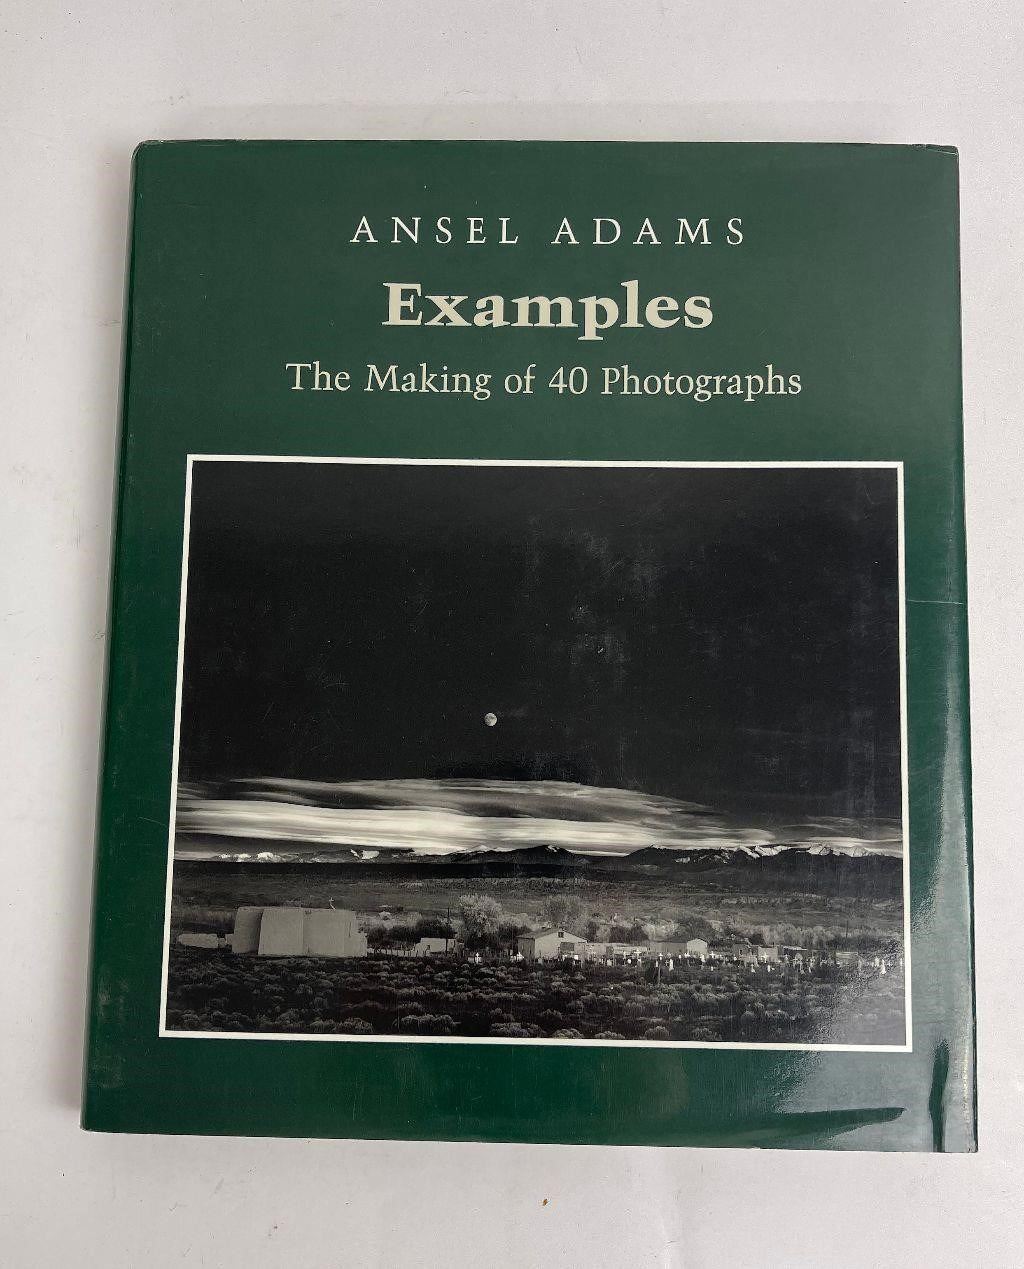 ANSEL ADAMS
Examples
The Making of 40 Photographs